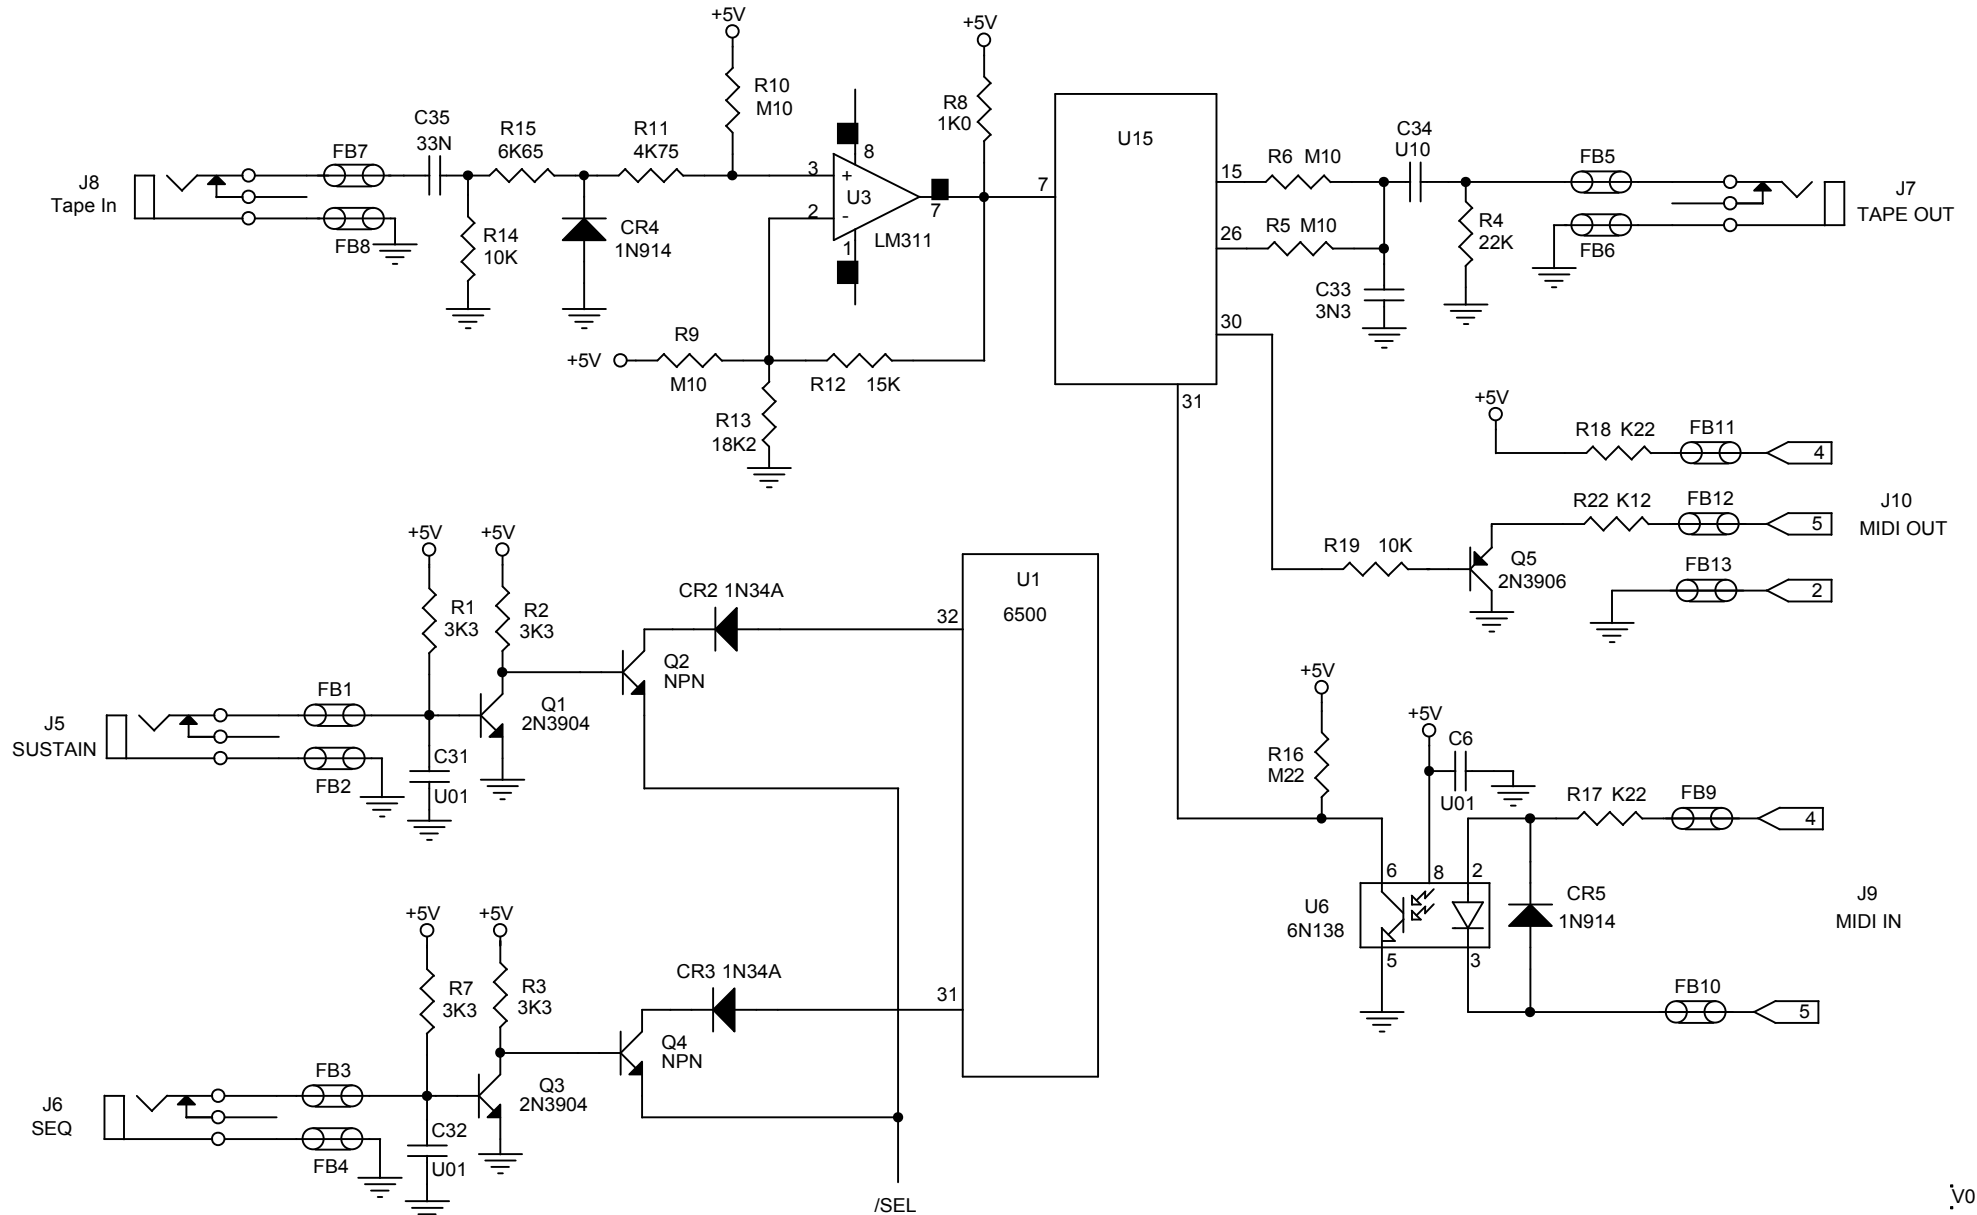 +5V
+5V
R10
M10
R8
1K0
U15
C35
33N
R15
6K65
R11
4K75
FB7
J8
Tape In
FB8
R14
10K
CR4
1N914
3
+
8
U3
2
-
7
1
LM311
7
15
R6 M10
C34
U10
FB5
J7
TAPE OUT
26
R5 M10
R4
22K
FB6
C33
3N3
30
R9
+5V
M10
R12 15K
R13
18K2
31
+5V
R18 K22
FB11
4
R22 K12
FB12
5
J10
MIDI OUT
R19 10K
Q5
2N3906
FB13
2
+5V
+5V
R1
3K3
R2
3K3
CR2 1N34A
32
U1
6500
Q2
NPN
FB1
Q1
2N3904
J5
SUSTAIN
FB2
C31
U01
+5V
R16
M22
+5V
C6
U01
R17 K22
FB9
4
6
8
2
U6
6N138
CR5
1N914
J9
MIDI IN
5
3
FB10
5
+5V
+5V
R7
3K3
R3
3K3
CR3 1N34A
31
Q4
NPN
FB3
Q3
2N3904
J6
SEQ
FB4
C32
U01
/SEL
V0